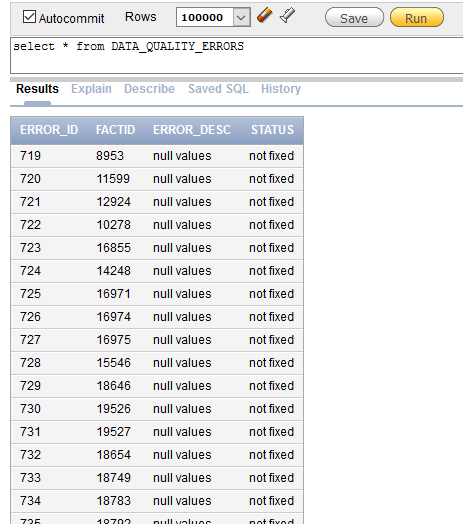 Autocommit Rows 100000 Save Run
select * from DATA_QUALITY_ERRORS
Results Explain Describe Saved SQL History
ERROR_ID FACTID ERROR_DESC STATUS
719 8953 null values not fixed
720 11599 null values not fixed
721 12924 null values not fixed
722 10278 null values not fixed
723 16855 null values not fixed
724 14248 null values not fixed
725 16971 null values not fixed
726 16974 null values not fixed
727 16975 null values not fixed
728 15546 null values not fixed
729 18646 null values not fixed
730 19526 null values not fixed
731 19527 null values not fixed
732 18654 null values not fixed
733 18749 null values not fixed
734 18783 null values not fixed
735 18792 null values not fixed